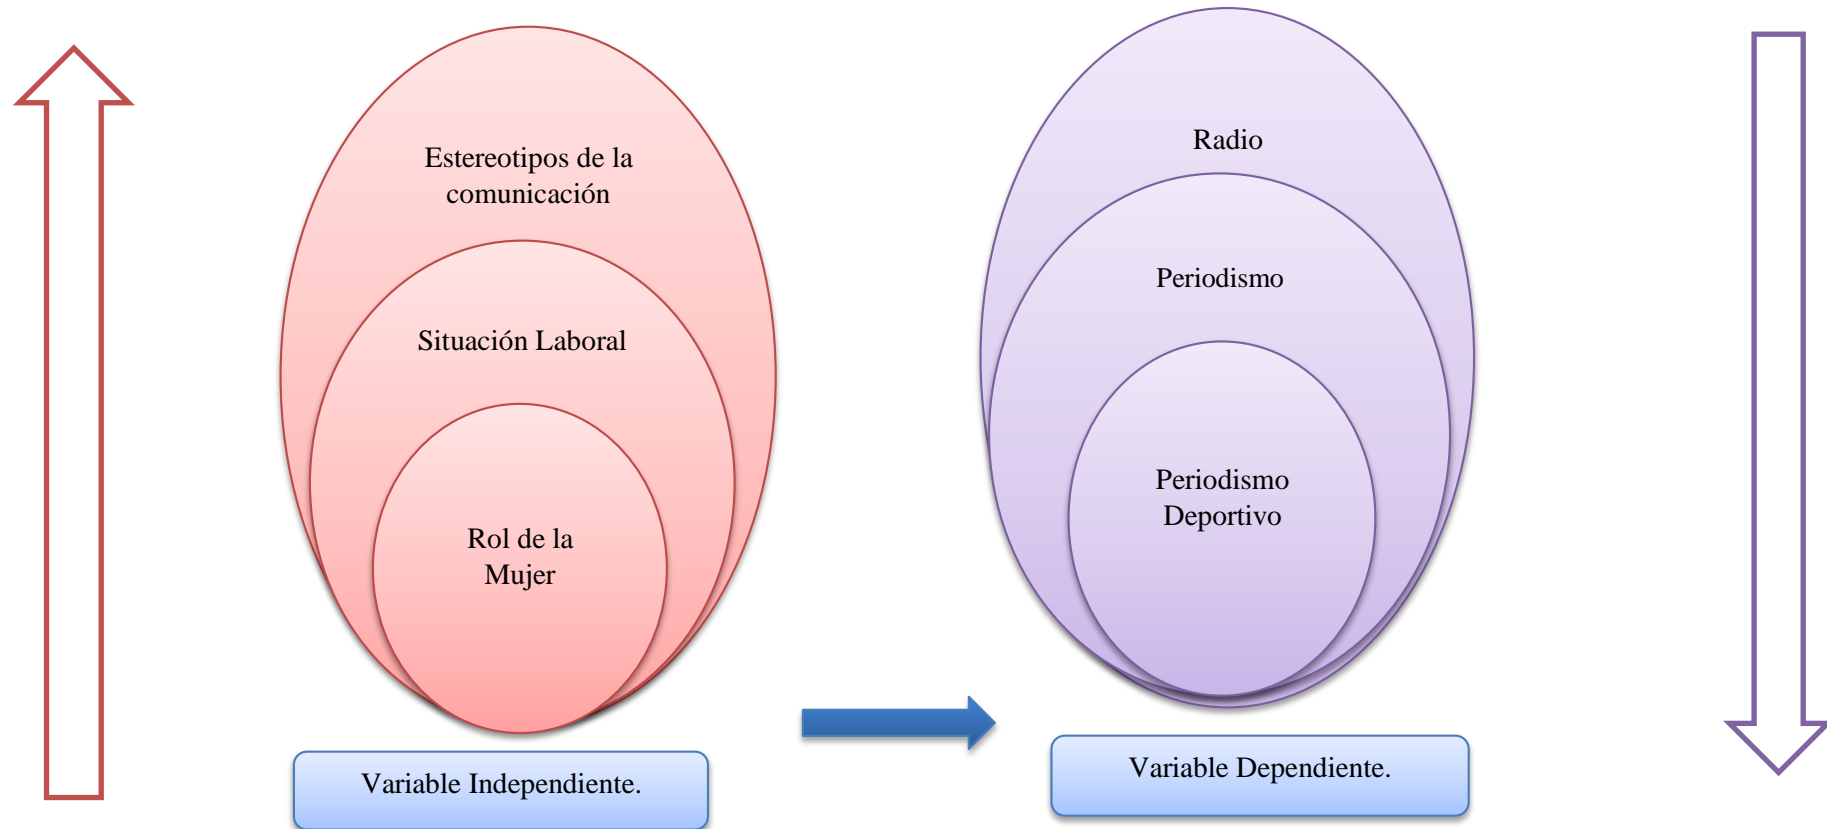 Estereotipos de la
comunicación
Situación Laboral
Rol de la
Mujer
Variable Independiente.
Radio
Periodismo
Periodismo
Deportivo
Variable Dependiente.